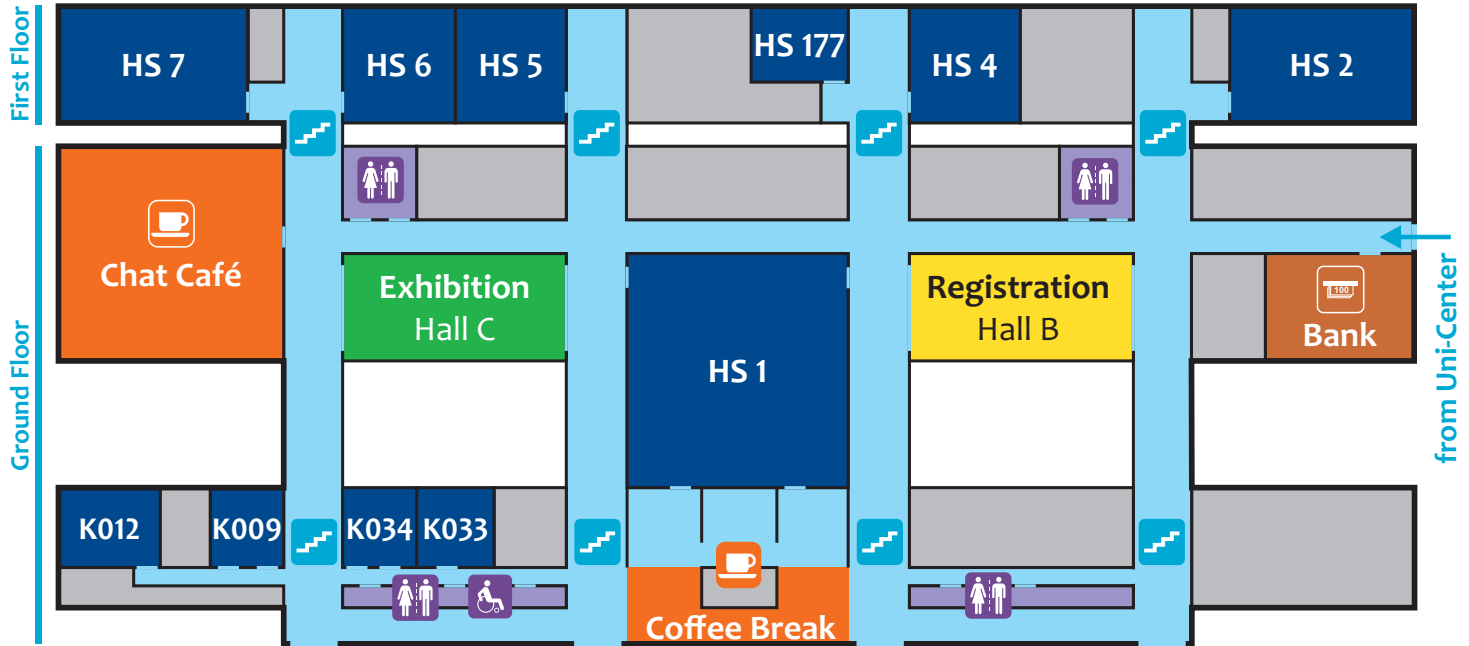 First Floor
HS 7
HS 6
HS 5
HS 177
HS 4
HS 2
Ground Floor
Chat Café
Exhibition
Hall C
HS 1
Registration
Hall B
100
Bank
from Uni-Center
K012
K009
K034
K033
Coffee Break